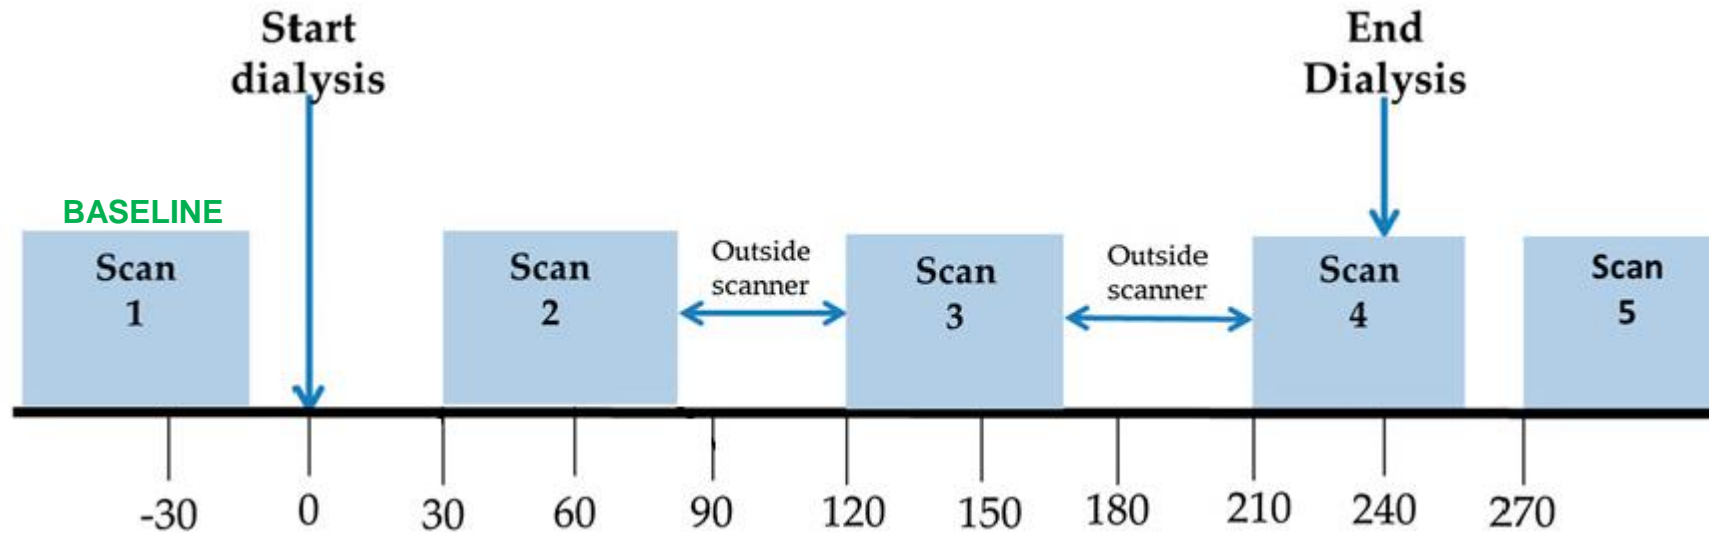 Start
dialysis
End
Dialysis
BASELINE
Scan
1
Scan
2
Outside
scanner
Scan
3
Outside
scanner
Scan
4
Scan
5
-30
0
30
60
90
120
150
180
210
240
270